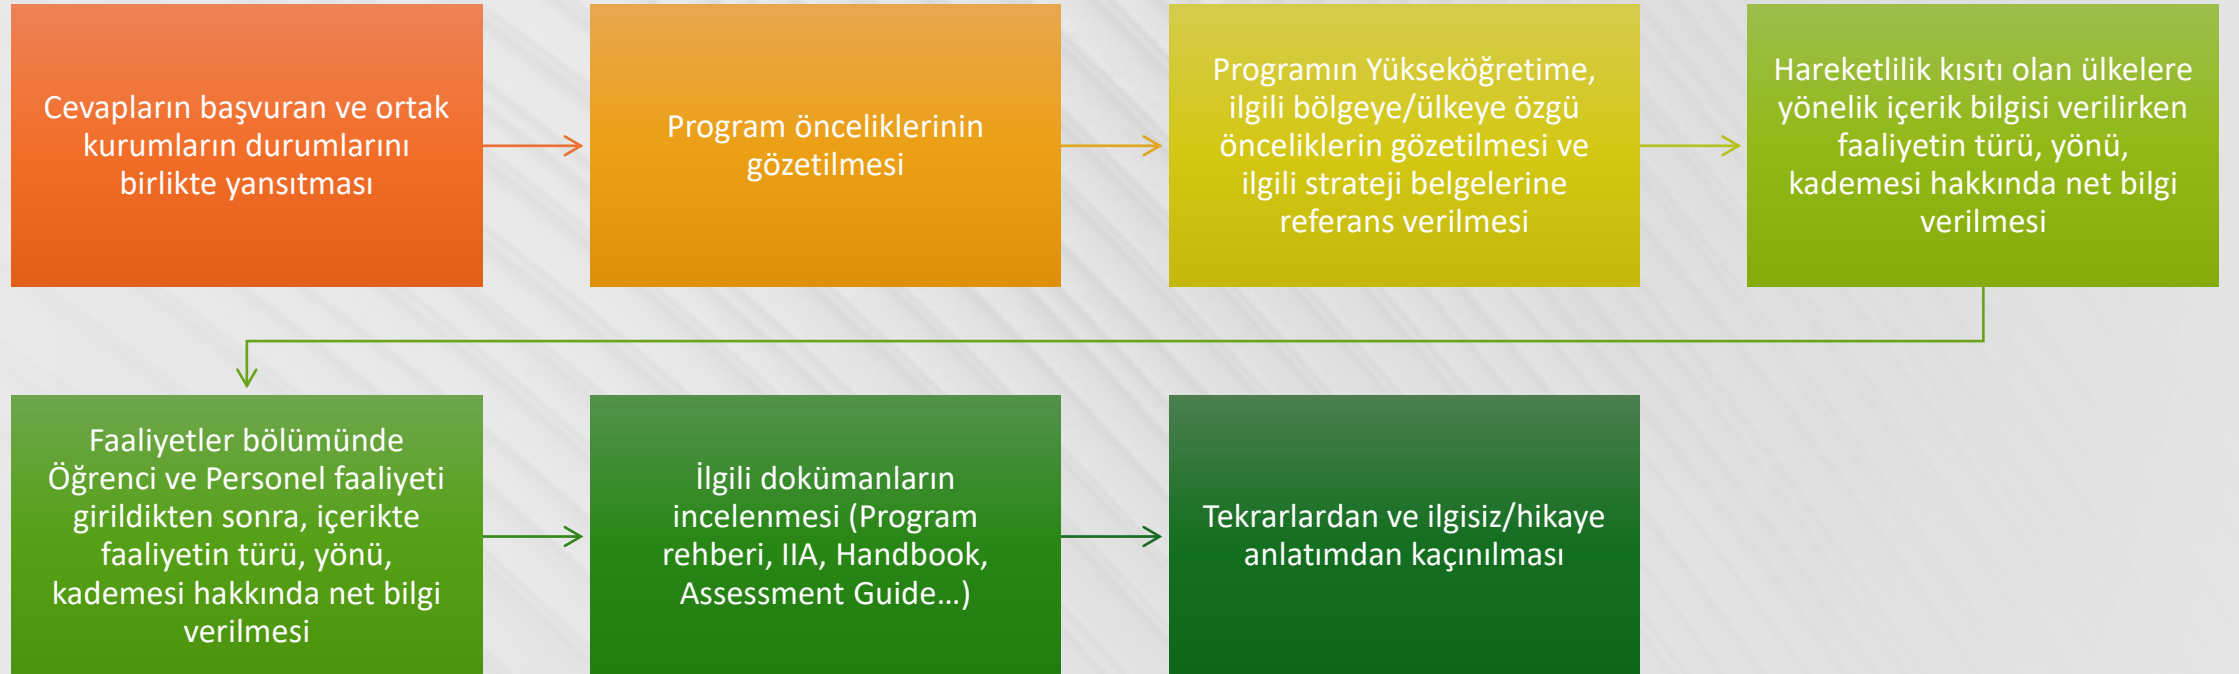 Cevapların başvuran ve ortak
kurumların durumlarını
birlikte yansıtması
Program önceliklerinin
gözetilmesi
Programın Yükseköğretime,
ilgili bölgeye/ülkeye özgü
önceliklerin gözetilmesi ve
ilgili strateji belgelerine
referans verilmesi
Hareketlilik kısıtı olan ülkelere
yönelik içerik bilgisi verilirken
faaliyetin türü, yönü,
kademesi hakkında net bilgi
verilmesi
Faaliyetler bölümünde
Öğrenci ve Personel faaliyeti
girildikten sonra, içerikte
faaliyetin türü, yönü,
kademesi hakkında net bilgi
verilmesi
İlgili dokümanların
incelenmesi (Program
rehberi, IIA, Handbook,
Assessment Guide…)
Tekrarlardan ve ilgisiz/hikaye
anlatımdan kaçınılması